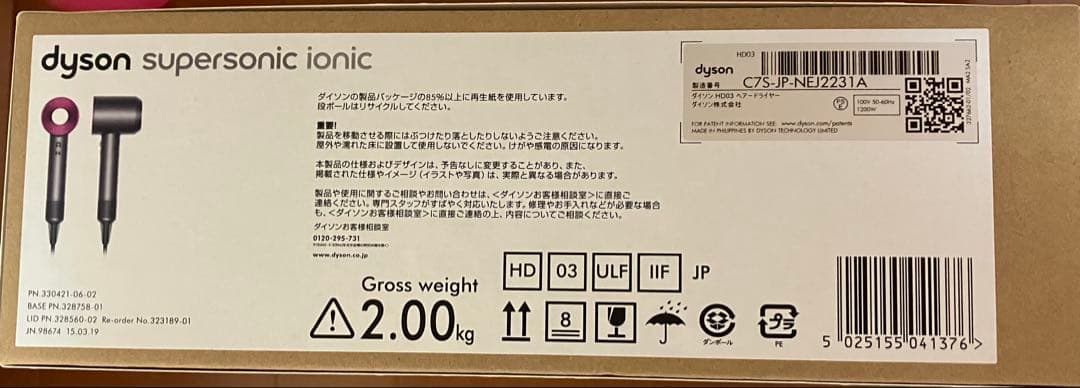 dyson supersonic ionic
ダイソンの製品パッケージの85%以上に再生紙を使用しています。
段ボールはリサイクルしてください。
重要!
製品を移動させる際にはぶつけたり落としたりしないようご注意ください。
屋外や濡れた床に設置して使用しないでください。けがや感電の原因になります。
本製品の仕様およびデザインは、予告なしに変更することがあり、また、
掲載された仕様やイメージ(イラストや写真)は、実際と異なる場合があります。
製品や使用に関するご相談やお問い合わせは、<ダイソンお客様相談室>に直接ご
連絡ください。専門スタッフがすばやく対応いたします。修理やお手入れなどが必要な場合
も、<ダイソンお客様相談室>に直接ご連絡の上、内容についてご相談ください。
ダイソンお客様相談室
0120-295-731
www.dyson.co.jp
HD03
dyson
製造番号 C7S-JP-NEJ2231A
ダイソン HD03 ヘアードライヤー
ダイソン株式会社
PS
E
100V 50-60Hz
1200W
FOR PATENT INFORMATION SEE: www.dyson.com/patents
MADE IN PHILIPPINES BY DYSON TECHNOLOGY LIMITED
PN.330421-06-02
BASE PN.328758-01
LID PN.328560-02 Re-order No.323189-01
JN.98674 15.03.19
Gross weight
2.00kg
HD 03 ULF IIF JP
8
ダンボール
プラ
PE
5 025155 041376 >